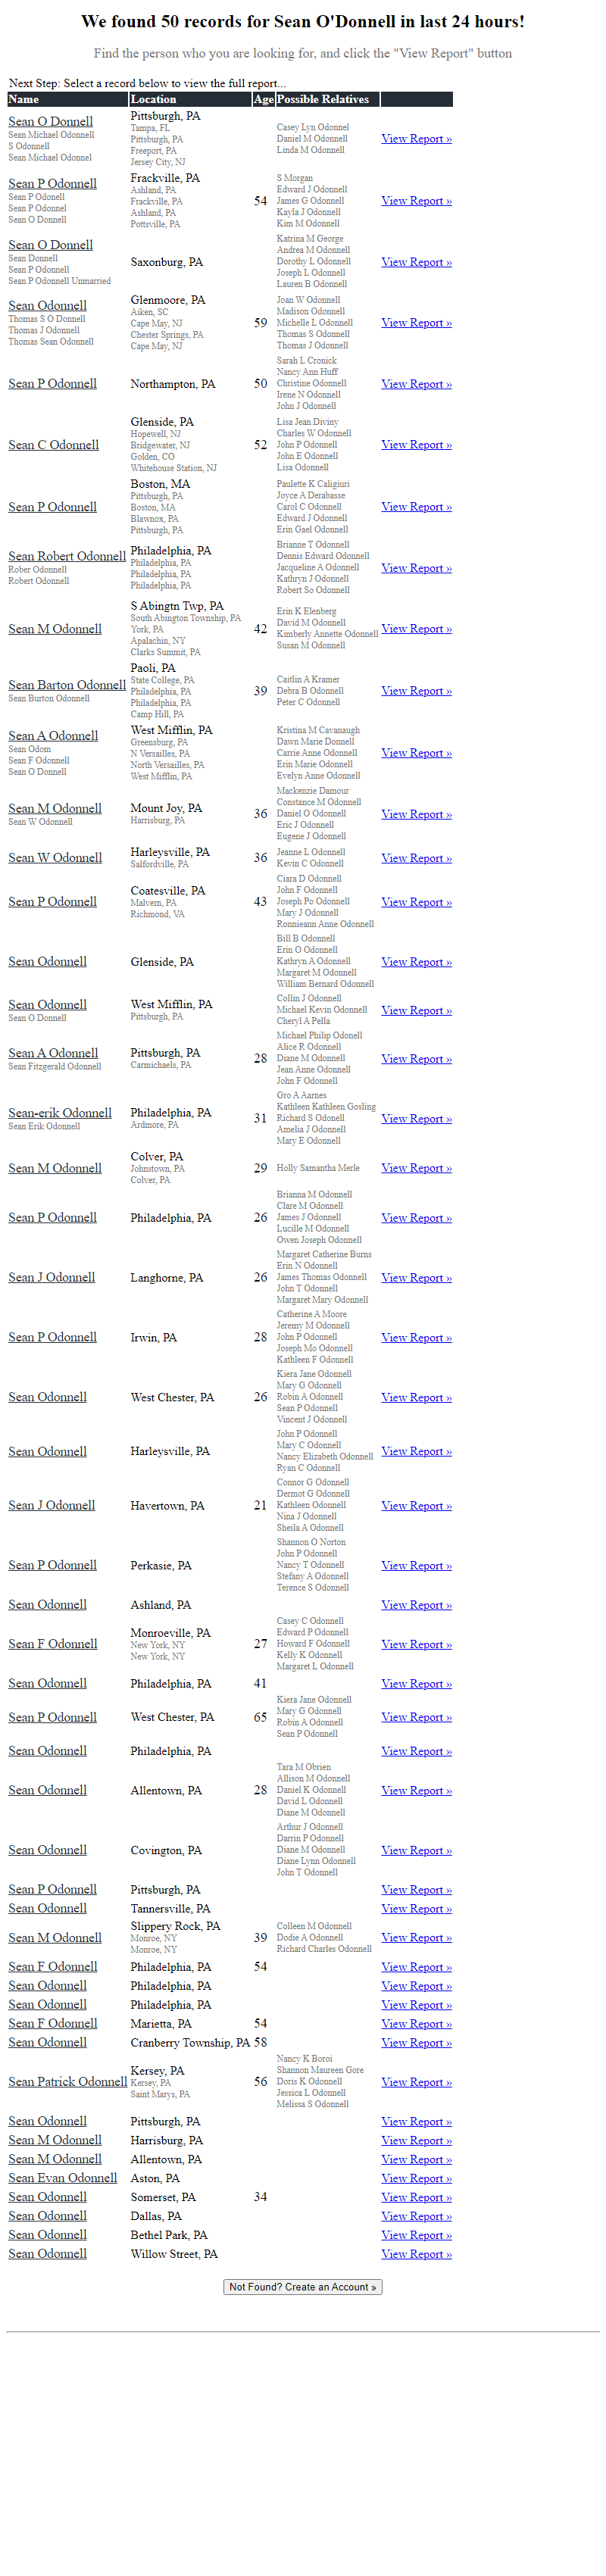 We found 50 records for Sean O'Donnell in last 24 hours!
Find the person who you are looking for, and click the "View Report" button
Next Step: Select a record below to view the full report...
Name Location Age Possible Relatives
Sean O Donnell
Sean Michael Odonnell
S Odonnell
Sean Michael Odonnel
Pittsburgh, PA
Tampa, FL
Pittsburgh, PA
Freeport, PA
Jersey City, NJ
Casey Lyn Odonnel
Daniel M Odonnell
Linda M Odonnell
View Report »
Sean P Odonnell
Sean P Odonell
Sean P Odonnel
Sean O Donnell
Frackville, PA
Ashland, PA
Frackville, PA
Ashland, PA
Pottsville, PA
54
S Morgan
Edward J Odonnell
James G Odonnell
Kayla J Odonnell
Kim M Odonnell
View Report »
Sean O Donnell
Sean Donnell
Sean P Odonnell
Sean P Odonnell Unmarried
Saxonburg, PA
Katrina M George
Andrea M Odonnell
Dorothy L Odonnell
Joseph L Odonnell
Lauren B Odonnell
View Report »
Sean Odonnell
Thomas S O Donnell
Thomas J Odonnell
Thomas Sean Odonnell
Glenmoore, PA
Aiken, SC
Cape May, NJ
Chester Springs, PA
Cape May, NJ
59
Joan W Odonnell
Madison Odonnell
Michelle L Odonnell
Thomas S Odonnell
Thomas J Odonnell
View Report »
Sean P Odonnell
Northampton, PA
50
Sarah L Cronick
Nancy Ann Huff
Christine Odonnell
Irene N Odonnell
John J Odonnell
View Report »
Sean C Odonnell
Glenside, PA
Hopewell, NJ
Bridgewater, NJ
Golden, CO
Whitehouse Station, NJ
52
Lisa Jean Diviny
Charles W Odonnell
John P Odonnell
John E Odonnell
Lisa Odonnell
View Report »
Sean P Odonnell
Boston, MA
Pittsburgh, PA
Boston, MA
Blawnox, PA
Pittsburgh, PA
Paulette K Caligiuri
Joyce A Derabasse
Carol C Odonnell
Edward J Odonnell
Erin Gael Odonnell
View Report »
Sean Robert Odonnell
Rober Odonnell
Robert Odonnell
Philadelphia, PA
Philadelphia, PA
Philadelphia, PA
Philadelphia, PA
Brianne T Odonnell
Dennis Edward Odonnell
Jacqueline A Odonnell
Kathryn J Odonnell
Robert So Odonnell
View Report »
Sean M Odonnell
S Abingtn Twp, PA
South Abington Township, PA
York, PA
Apalachin, NY
Clarks Summit, PA
42
Erin K Elenberg
David M Odonnell
Kimberly Annette Odonnell
Susan M Odonnell
View Report »
Sean Barton Odonnell
Sean Burton Odonnell
Paoli, PA
State College, PA
Philadelphia, PA
Philadelphia, PA
Camp Hill, PA
39
Caitlin A Kramer
Debra B Odonnell
Peter C Odonnell
View Report »
Sean A Odonnell
Sean Odom
Sean F Odonnell
Sean O Donnell
West Mifflin, PA
Greensburg, PA
N Versailles, PA
North Versailles, PA
West Mifflin, PA
Kristina M Cavanaugh
Dawn Marie Donnell
Carrie Anne Odonnell
Erin Marie Odonnell
Evelyn Anne Odonnell
View Report »
Sean M Odonnell
Sean W Odonnell
Mount Joy, PA
Harrisburg, PA
36
Mackenzie Damour
Constance M Odonnell
Daniel O Odonnell
Eric J Odonnell
Eugene J Odonnell
View Report »
Sean W Odonnell
Harleysville, PA
Salfordville, PA
36
Jeanne L Odonnell
Kevin C Odonnell
View Report »
Sean P Odonnell
Coatesville, PA
Malvern, PA
Richmond, VA
43
Ciara D Odonnell
John F Odonnell
Joseph Po Odonnell
Mary J Odonnell
Ronnieann Anne Odonnell
View Report »
Sean Odonnell
Glenside, PA
Bill B Odonnell
Erin O Odonnell
Kathryn A Odonnell
Margaret M Odonnell
William Bernard Odonnell
View Report »
Sean Odonnell
Sean O Donnell
West Mifflin, PA
Pittsburgh, PA
Collin J Odonnell
Michael Kevin Odonnell
Cheryl A Pella
View Report »
Sean A Odonnell
Sean Fitzgerald Odonnell
Pittsburgh, PA
Carmichaels, PA
28
Michael Philip Odonell
Alice R Odonnell
Diane M Odonnell
Jean Anne Odonnell
John F Odonnell
View Report »
Sean-erik Odonnell
Sean Erik Odonnell
Philadelphia, PA
Ardmore, PA
31
Gro A Aarnes
Kathleen Kathleen Gosling
Richard S Odonell
Amelia J Odonnell
Mary E Odonnell
View Report »
Sean M Odonnell
Colver, PA
Johnstown, PA
Colver, PA
29
Holly Samantha Merle
View Report »
Sean P Odonnell
Philadelphia, PA
26
Brianna M Odonnell
Clare M Odonnell
James J Odonnell
Lucille M Odonnell
Owen Joseph Odonnell
View Report »
Sean J Odonnell
Langhorne, PA
26
Margaret Catherine Burns
Erin N Odonnell
James Thomas Odonnell
John T Odonnell
Margaret Mary Odonnell
View Report »
Sean P Odonnell
Irwin, PA
28
Catherine A Moore
Jeremy M Odonnell
John P Odonnell
Joseph Mo Odonnell
Kathleen F Odonnell
View Report »
Sean Odonnell
West Chester, PA
26
Kiera Jane Odonnell
Mary G Odonnell
Robin A Odonnell
Sean P Odonnell
Vincent J Odonnell
View Report »
Sean Odonnell
Harleysville, PA
John P Odonnell
Mary C Odonnell
Nancy Elizabeth Odonnell
Ryan C Odonnell
View Report »
Sean J Odonnell
Havertown, PA
21
Connor G Odonnell
Dermot G Odonnell
Kathleen Odonnell
Nina J Odonnell
Sheila A Odonnell
View Report »
Sean P Odonnell
Perkasie, PA
Shannon O Norton
John P Odonnell
Nancy T Odonnell
Stefany A Odonnell
Terence S Odonnell
View Report »
Sean Odonnell
Ashland, PA
View Report »
Sean F Odonnell
Monroeville, PA
New York, NY
New York, NY
27
Casey C Odonnell
Edward P Odonnell
Howard F Odonnell
Kelly K Odonnell
Margaret L Odonnell
View Report »
Sean Odonnell
Philadelphia, PA
41
View Report »
Sean P Odonnell
West Chester, PA
65
Kiera Jane Odonnell
Mary G Odonnell
Robin A Odonnell
Sean P Odonnell
View Report »
Sean Odonnell
Philadelphia, PA
View Report »
Sean Odonnell
Allentown, PA
28
Tara M Obrien
Allison M Odonnell
Daniel K Odonnell
David L Odonnell
Diane M Odonnell
View Report »
Sean Odonnell
Covington, PA
Arthur J Odonnell
Darrin P Odonnell
Diane M Odonnell
Diane Lynn Odonnell
John T Odonnell
View Report »
Sean P Odonnell
Pittsburgh, PA
View Report »
Sean Odonnell
Tannersville, PA
View Report »
Sean M Odonnell
Slippery Rock, PA
Monroe, NY
Monroe, NY
39
Colleen M Odonnell
Dodie A Odonnell
Richard Charles Odonnell
View Report »
Sean F Odonnell
Philadelphia, PA
54
View Report »
Sean Odonnell
Philadelphia, PA
View Report »
Sean Odonnell
Philadelphia, PA
View Report »
Sean F Odonnell
Marietta, PA
54
View Report »
Sean Odonnell
Cranberry Township, PA
58
View Report »
Sean Patrick Odonnell
Kersey, PA
Kersey, PA
Saint Marys, PA
56
Nancy K Boroi
Shannon Maureen Gore
Doris K Odonnell
Jessica L Odonnell
Melissa S Odonnell
View Report »
Sean Odonnell
Pittsburgh, PA
View Report »
Sean M Odonnell
Harrisburg, PA
View Report »
Sean M Odonnell
Allentown, PA
View Report »
Sean Evan Odonnell
Aston, PA
View Report »
Sean Odonnell
Somerset, PA
34
View Report »
Sean Odonnell
Dallas, PA
View Report »
Sean Odonnell
Bethel Park, PA
View Report »
Sean Odonnell
Willow Street, PA
View Report »
Not Found? Create an Account »